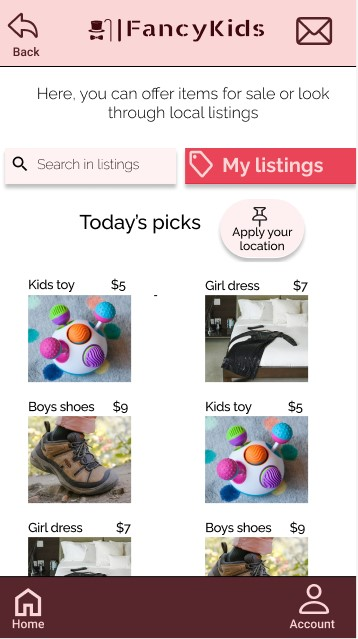 Back
FancyKids
Here, you can offer items for sale or look
through local listings
Search in listings
My listings
Today's picks
Apply your
location
Kids toy $5
Girl dress $7
-
Boys shoes $9
Kids toy $5
Girl dress $7
Boys shoes $9
Home
Account